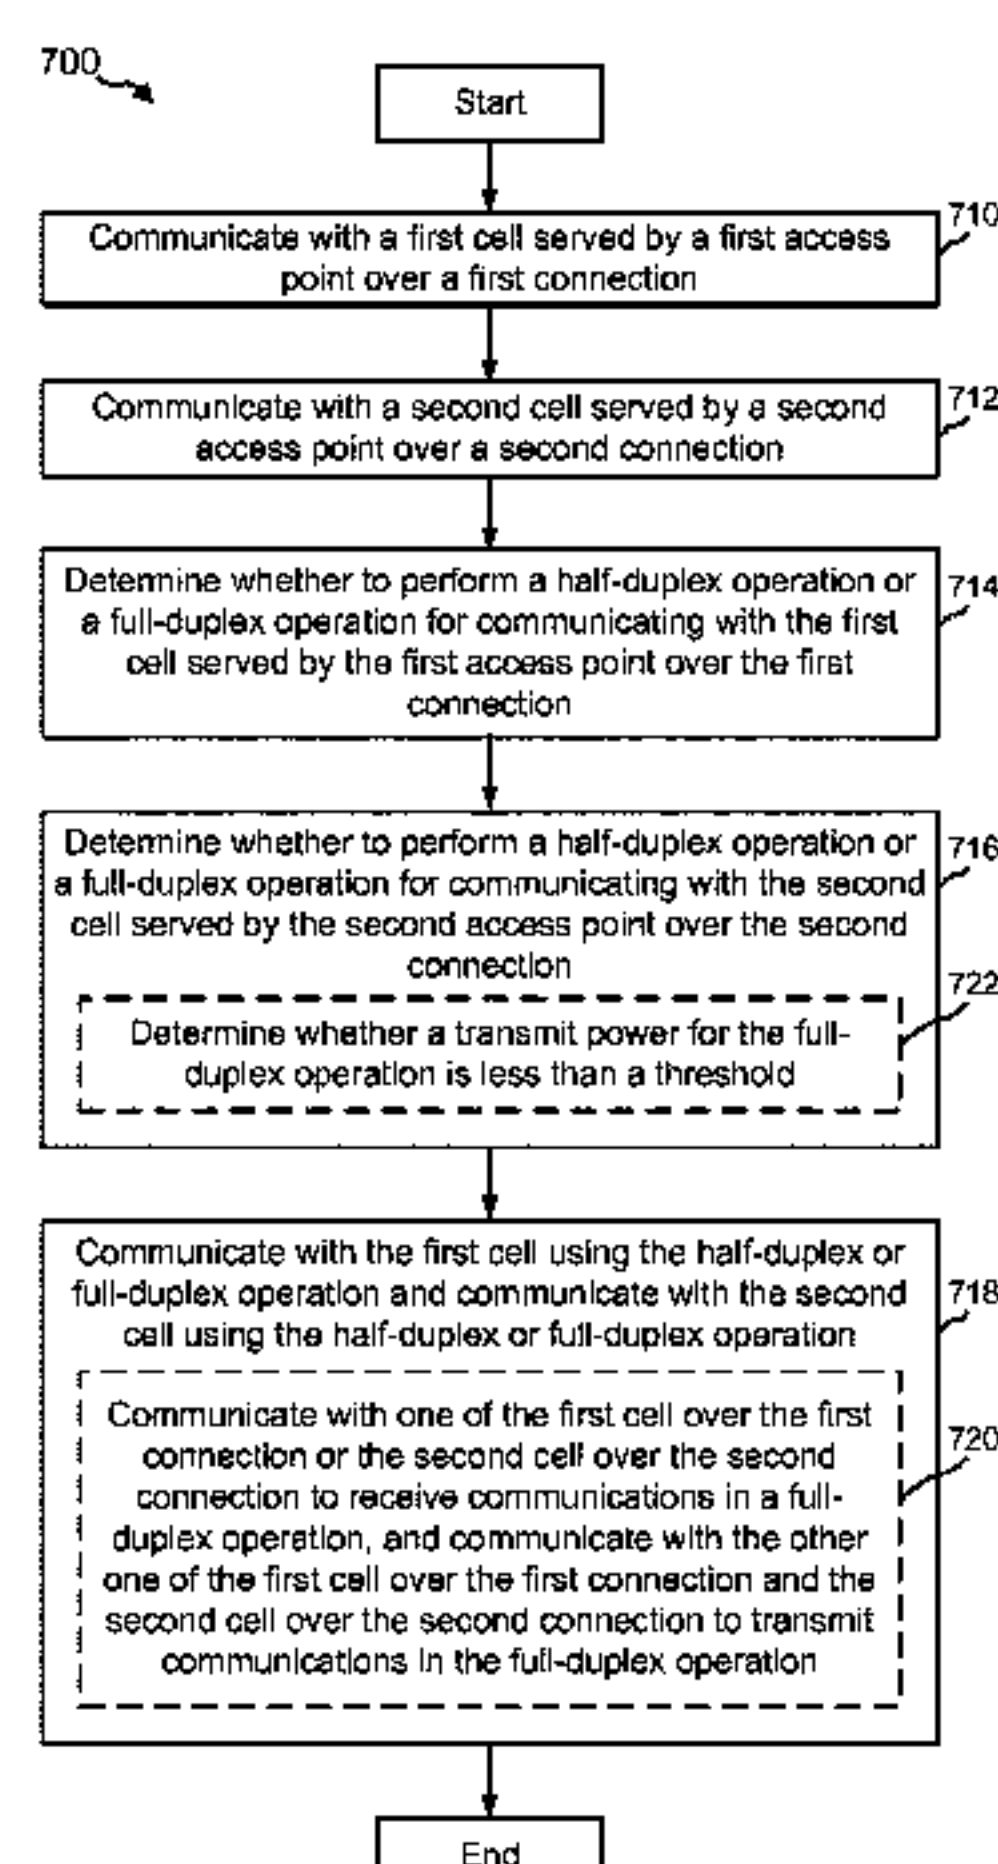 700
Start
710
Communicate with a first cell served by a first access
point over a first connection
712
Communicate with a second cell served by a second
access point over a second connection
714
Determine whether to perform a half-duplex operation or
a full-duplex operation for communicating with the first
cell served by the first access point over the first
connection
716
Determine whether to perform a half-duplex operation or
a full-duplex operation for communicating with the second
cell served by the second access point over the second
connection
722
Determine whether a transmit power for the full-
duplex operation is less than a threshold
718
Communicate with the first cell using the half-duplex or
full-duplex operation and communicate with the second
cell using the half-duplex or full-duplex operation
720
Communicate with one of the first cell over the first
connection or the second cell over the second
connection to receive communications in a full-
duplex operation, and communicate with the other
one of the first cell over the first connection and the
second cell over the second connection to transmit
communications in the full-duplex operation
End